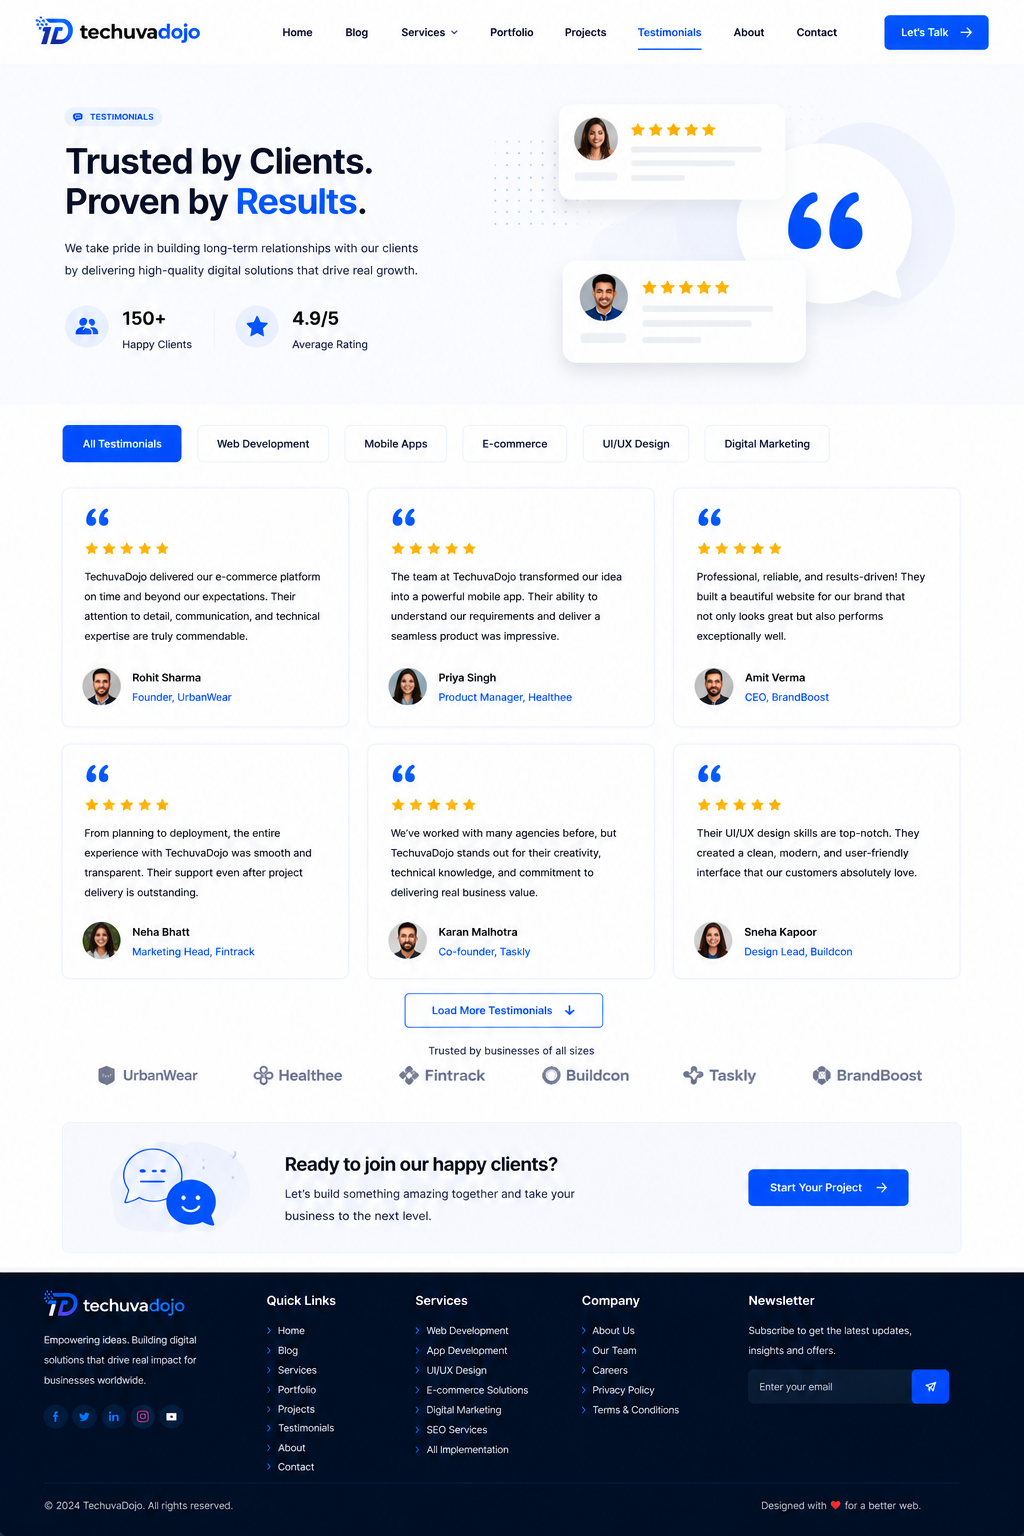 techuvadojo
Home
Blog
Services
Portfolio
Projects
Testimonials
About
Contact
Let's Talk
TESTIMONIALS
Trusted by Clients.
Proven by Results.
We take pride in building long-term relationships with our clients
by delivering high-quality digital solutions that drive real growth.
150+
Happy Clients
4.9/5
Average Rating
All Testimonials
Web Development
Mobile Apps
E-commerce
UI/UX Design
Digital Marketing
TechuvaDojo delivered our e-commerce platform
on time and beyond our expectations. Their
attention to detail, communication, and technical
expertise are truly commendable.
Rohit Sharma
Founder, UrbanWear
The team at TechuvaDojo transformed our idea
into a powerful mobile app. Their ability to
understand our requirements and deliver a
seamless product was impressive.
Priya Singh
Product Manager, Healthee
Professional, reliable, and results-driven! They
built a beautiful website for our brand that
not only looks great but also performs
exceptionally well.
Amit Verma
CEO, BrandBoost
From planning to deployment, the entire
experience with TechuvaDojo was smooth and
transparent. Their support even after project
delivery is outstanding.
Neha Bhatt
Marketing Head, Fintrack
We've worked with many agencies before, but
TechuvaDojo stands out for their creativity,
technical knowledge, and commitment to
delivering real business value.
Karan Malhotra
Co-founder, Taskly
Their UI/UX design skills are top-notch. They
created a clean, modern, and user-friendly
interface that our customers absolutely love.
Sneha Kapoor
Design Lead, Buildcon
Load More Testimonials
Trusted by businesses of all sizes
UrbanWear
Healthee
Fintrack
Buildcon
Taskly
BrandBoost
Ready to join our happy clients?
Let's build something amazing together and take your
business to the next level.
Start Your Project
techuvadojo
Empowering ideas. Building digital
solutions that drive real impact for
businesses worldwide.
Quick Links
Home
Blog
Services
Portfolio
Projects
Testimonials
About
Contact
Services
Web Development
App Development
UI/UX Design
E-commerce Solutions
Digital Marketing
SEO Services
All Implementation
Company
About Us
Our Team
Careers
Privacy Policy
Terms & Conditions
Newsletter
Subscribe to get the latest updates,
insights and offers.
Enter your email
© 2024 TechuvaDojo. All rights reserved.
Designed with ❤ for a better web.